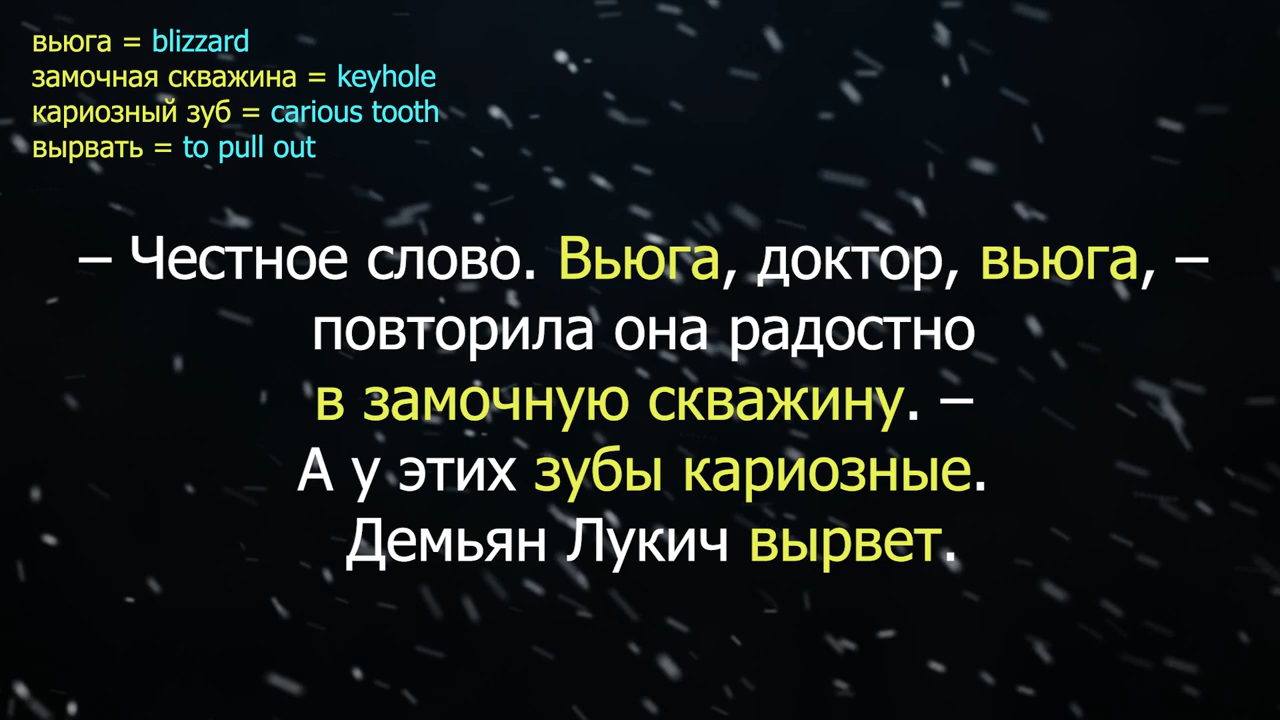 вьюга = blizzard
замочная скважина = keyhole
кариозный зуб = carious tooth
вырвать = to pull out
– Честное слово. Вьюга, доктор, вьюга, –
повторила она радостно
в замочную скважину. –
А у этих зубы кариозные.
Демьян Лукич вырвет.